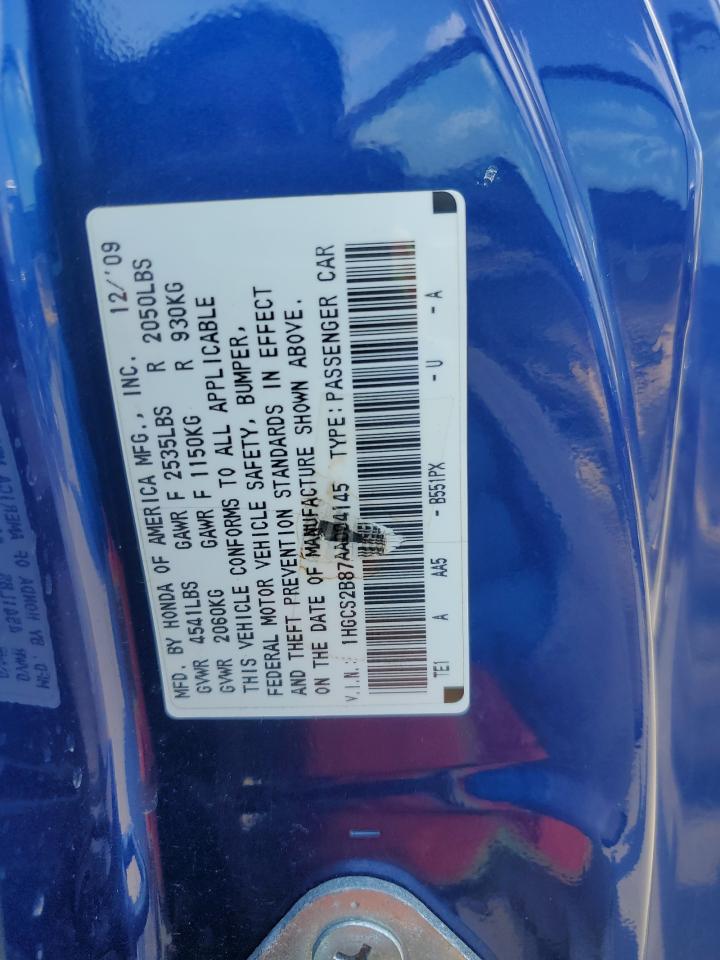 MFD. BY HONDA OF AMERICA MFG., INC. 12/'09
GVWR 4541LBS GAWR F 2535LBS R 2050LBS
GVWR 2060KG GAWR F 1150KG R 930KG
THIS VEHICLE CONFORMS TO ALL APPLICABLE
FEDERAL MOTOR VEHICLE SAFETY, BUMPER,
AND THEFT PREVENTION STANDARDS IN EFFECT
ON THE DATE OF MANUFACTURE SHOWN ABOVE.
V.I.N.: 1HGCS2B87AA004145 TYPE:PASSENGER CAR
TE1 A AA5 - B551PX - U - A